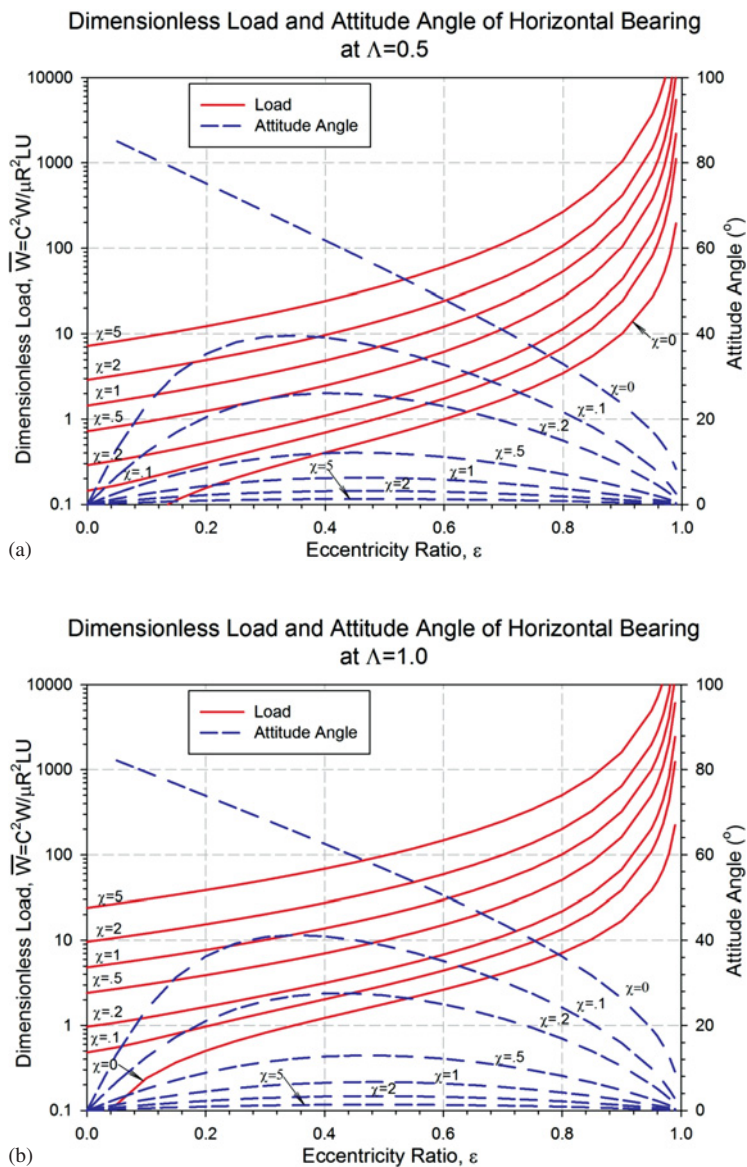 Dimensionless Load and Attitude Angle of Horizontal Bearing
at Λ=0.5
Load
Attitude Angle
Dimensionless Load, W̅=C²W/μR²LU
10000
1000
100
10
1
0.1
Attitude Angle (°)
100
80
60
40
20
0
χ=5
χ=2
χ=1
χ=.5
χ=.2
χ=.1
χ=0
χ=0
χ=.1
χ=.2
χ=.5
χ=1
χ=2
χ=5
0.0 0.2 0.4 0.6 0.8 1.0
Eccentricity Ratio, ε
(a)
Dimensionless Load and Attitude Angle of Horizontal Bearing
at Λ=1.0
Load
Attitude Angle
Dimensionless Load, W̅=C²W/μR²LU
10000
1000
100
10
1
0.1
Attitude Angle (°)
100
80
60
40
20
0
χ=5
χ=2
χ=1
χ=.5
χ=.2
χ=.1
χ=0
χ=0
χ=.1
χ=.2
χ=.5
χ=1
χ=2
χ=5
0.0 0.2 0.4 0.6 0.8 1.0
Eccentricity Ratio, ε
(b)